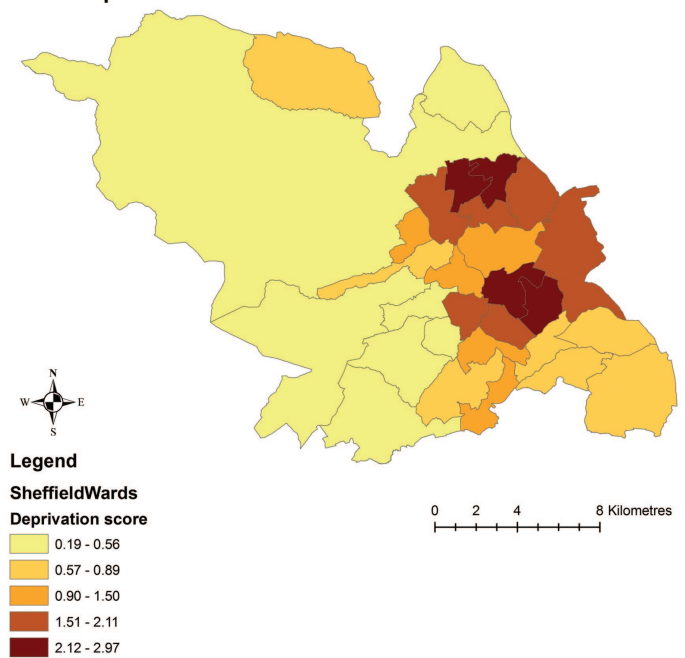 N
W E
S
Legend
SheffieldWards
Deprivation score
0.19 - 0.56
0.57 - 0.89
0.90 - 1.50
1.51 - 2.11
2.12 - 2.97
0 2 4 8 Kilometres